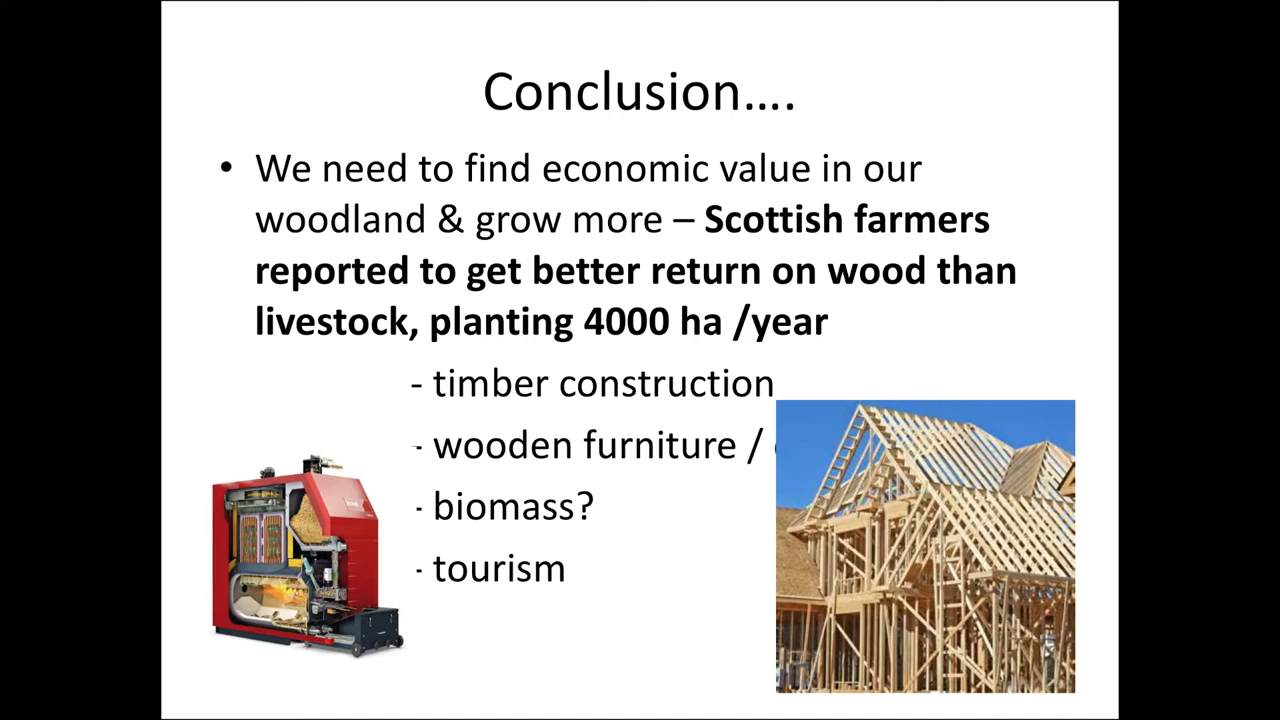 Conclusion….
• We need to find economic value in our
woodland & grow more – Scottish farmers
reported to get better return on wood than
livestock, planting 4000 ha /year
- timber construction
- wooden furniture /
- biomass?
- tourism